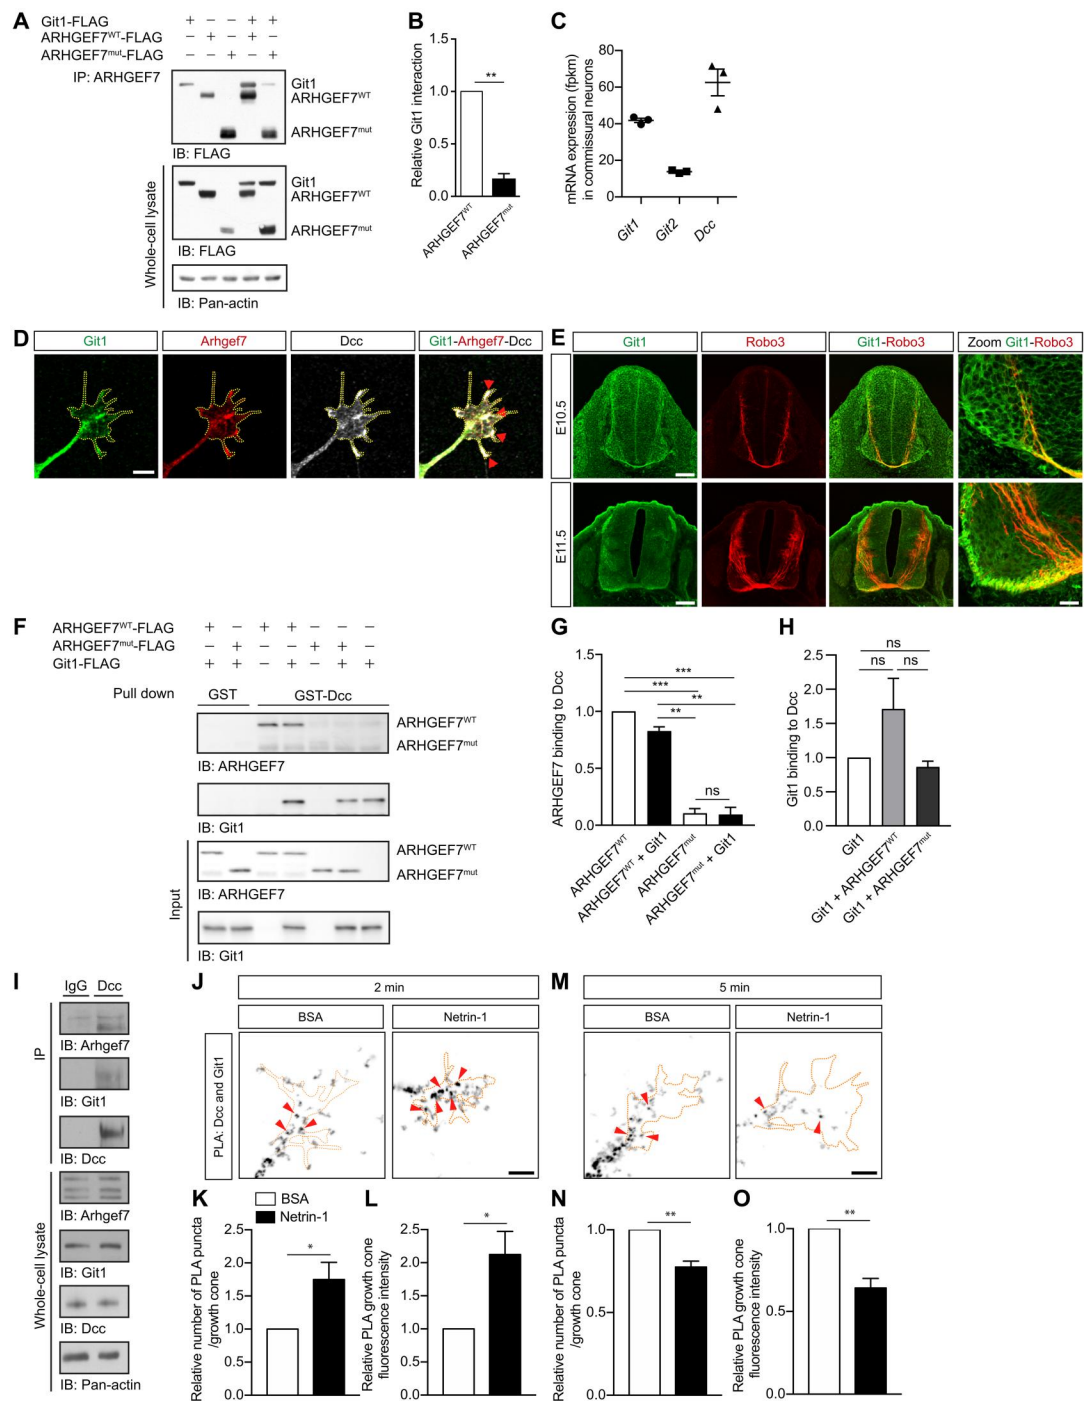 A
Git1-FLAG + – – + +
ARHGEF7WT-FLAG – + – + –
ARHGEF7mut-FLAG – – + – +
IP: ARHGEF7
Git1
ARHGEF7WT
ARHGEF7mut
IB: FLAG
Whole-cell lysate
Git1
ARHGEF7WT
ARHGEF7mut
IB: FLAG
IB: Pan-actin
B
Relative Git1 interaction
2.0
1.5
1.0
0.5
0.0
**
ARHGEF7WT
ARHGEF7mut
C
mRNA expression (fpkm)
in commissural neurons
80
60
40
20
0
Git1
Git2
Dcc
D
Git1
Arhgef7
Dcc
Git1-Arhgef7-Dcc
E
Git1
Robo3
Git1-Robo3
Zoom Git1-Robo3
E10.5
E11.5
F
ARHGEF7WT-FLAG + – + + – – –
ARHGEF7mut-FLAG – + – – + + –
Git1-FLAG + + – + – + +
Pull down
GST
GST-Dcc
ARHGEF7WT
ARHGEF7mut
IB: ARHGEF7
IB: Git1
Input
ARHGEF7WT
ARHGEF7mut
IB: ARHGEF7
IB: Git1
G
ARHGEF7 binding to Dcc
1.5
1.0
0.5
0.0
***
***
**
**
ns
ARHGEF7WT
ARHGEF7WT + Git1
ARHGEF7mut
ARHGEF7mut + Git1
H
Git1 binding to Dcc
2.5
2.0
1.5
1.0
0.5
0.0
ns
ns
ns
Git1
Git1 + ARHGEF7WT
Git1 + ARHGEF7mut
I
IgG Dcc
IP
IB: Arhgef7
IB: Git1
IB: Dcc
Whole-cell lysate
IB: Arhgef7
IB: Git1
IB: Dcc
IB: Pan-actin
J
2 min
BSA
Netrin-1
PLA: Dcc and Git1
M
5 min
BSA
Netrin-1
K
BSA
Netrin-1
Relative number of PLA puncta
/growth cone
2.5
2.0
1.5
1.0
0.5
0.0
*
L
Relative PLA growth cone
fluorescence intensity
2.5
2.0
1.5
1.0
0.5
0.0
*
N
Relative number of PLA puncta
/growth cone
1.0
0.5
0.0
**
O
Relative PLA growth cone
fluorescence intensity
1.0
0.5
0.0
**